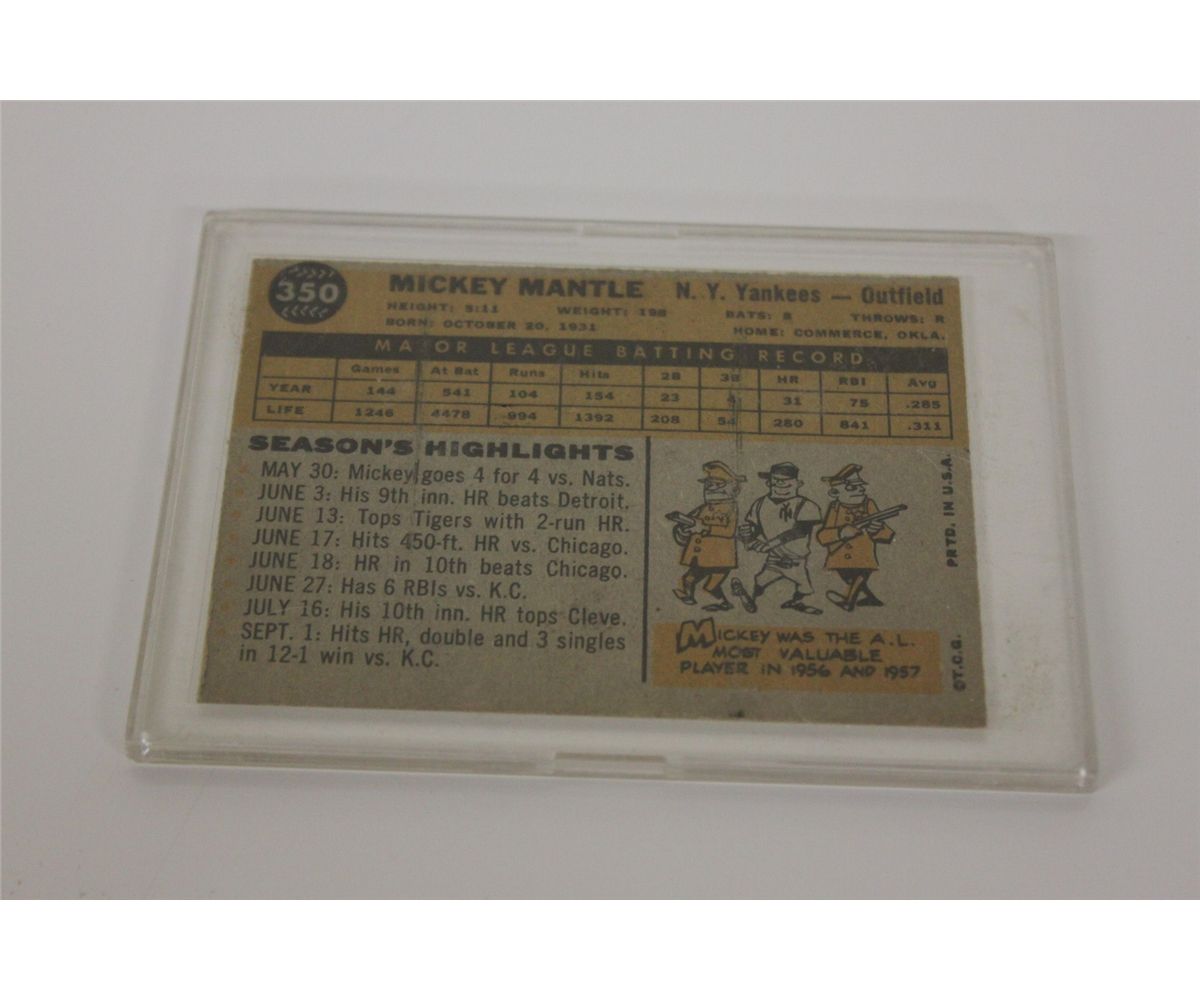 350
MICKEY MANTLE N. Y. Yankees — Outfield
HEIGHT: 5:11 WEIGHT: 198 BATS: S THROWS: R
BORN: OCTOBER 20, 1931 HOME: COMMERCE, OKLA.
MAJOR LEAGUE BATTING RECORD
Games At Bat Runs Hits 2B 3B HR RBI Avg
YEAR 144 541 104 154 23 4 31 75 .285
LIFE 1246 4478 994 1392 208 54 280 841 .311
SEASON'S HIGHLIGHTS
MAY 30: Mickey goes 4 for 4 vs. Nats.
JUNE 3: His 9th inn. HR beats Detroit.
JUNE 13: Tops Tigers with 2-run HR.
JUNE 17: Hits 450-ft. HR vs. Chicago.
JUNE 18: HR in 10th beats Chicago.
JUNE 27: Has 6 RBIs vs. K.C.
JULY 16: His 10th inn. HR tops Cleve.
SEPT. 1: Hits HR, double and 3 singles
in 12-1 win vs. K.C.
NY
MICKEY WAS THE A.L.
MOST VALUABLE
PLAYER IN 1956 AND 1957
©T.C.G. PRTD. IN U.S.A.